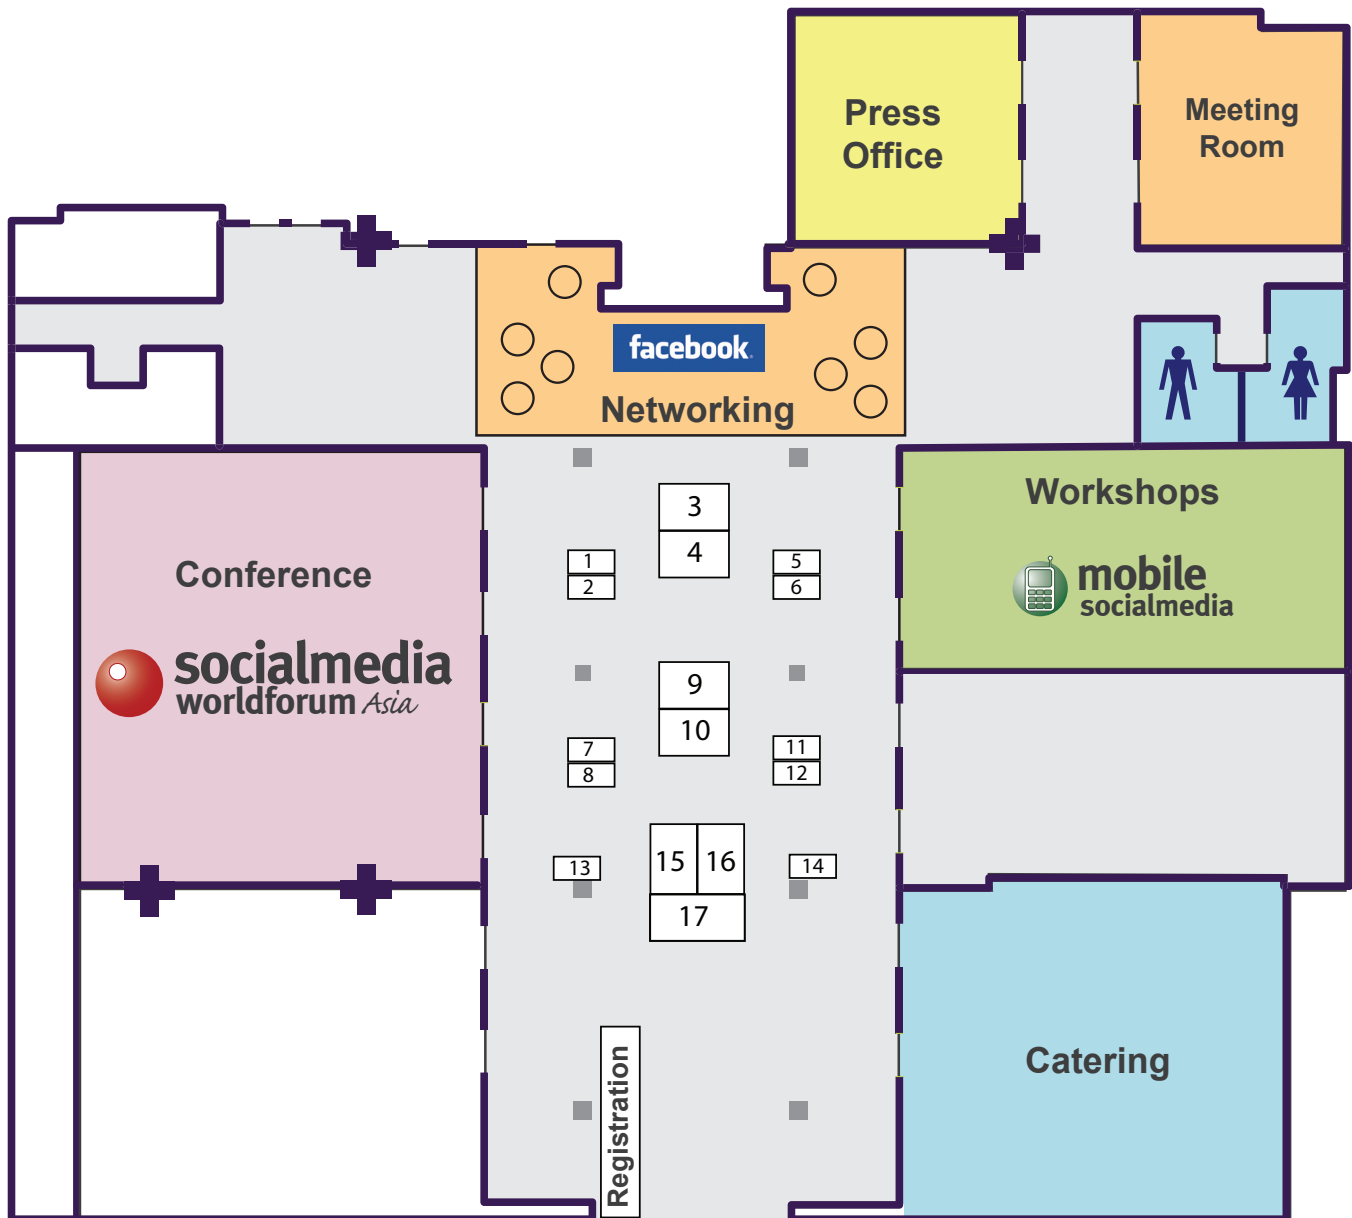 Press
Office
Meeting
Room
facebook.
Networking
Conference
socialmedia
worldforum Asia
Workshops
mobile
socialmedia
3
4
1
2
5
6
9
10
7
8
11
12
13
15
16
14
17
Registration
Catering